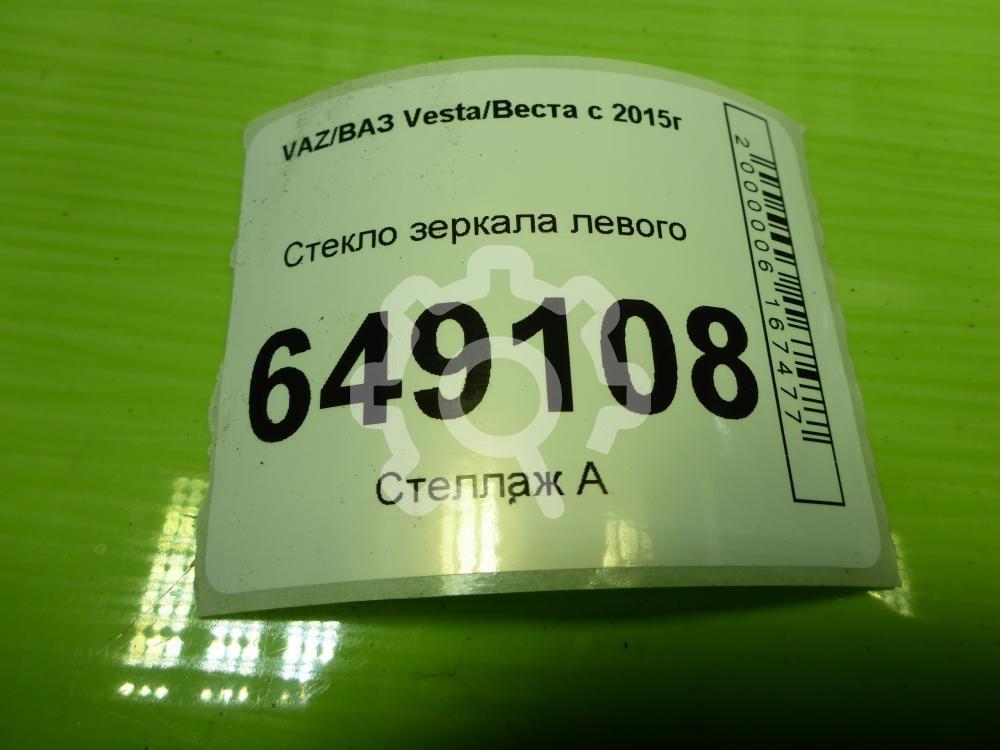 VAZ/ВАЗ Vesta/Веста с 2015г
Стекло зеркала левого
649108
Стеллаж А
2000006167477